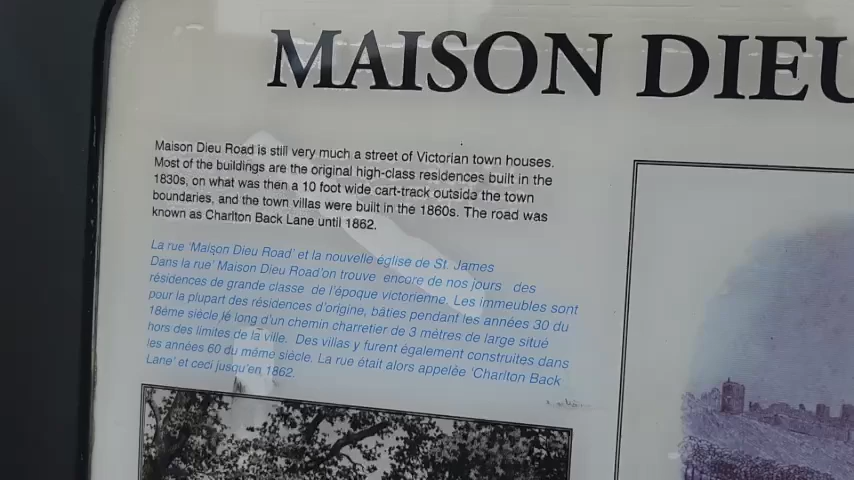 MAISON DIEU
Maison Dieu Road is still very much a street of Victorian town houses.
Most of the buildings are the original high-class residences built in the
1830s, on what was then a 10 foot wide cart-track outside the town
boundaries, and the town villas were built in the 1860s. The road was
known as Charlton Back Lane until 1862.
La rue 'Maison Dieu Road' et la nouvelle église de St. James
Dans la rue' Maison Dieu Road'on trouve encore de nos jours des
résidences de grande classe de l'époque victorienne. Les immeubles sont
pour la plupart des résidences d'origine, bâties pendant les années 30 du
18éme siècle le long d'un chemin charretier de 3 mètres de large situé
hors des limites de la ville. Des villas y furent également construites dans
les années 60 du même siècle. La rue était alors appelée 'Charlton Back
Lane' et ceci jusqu'en 1862.